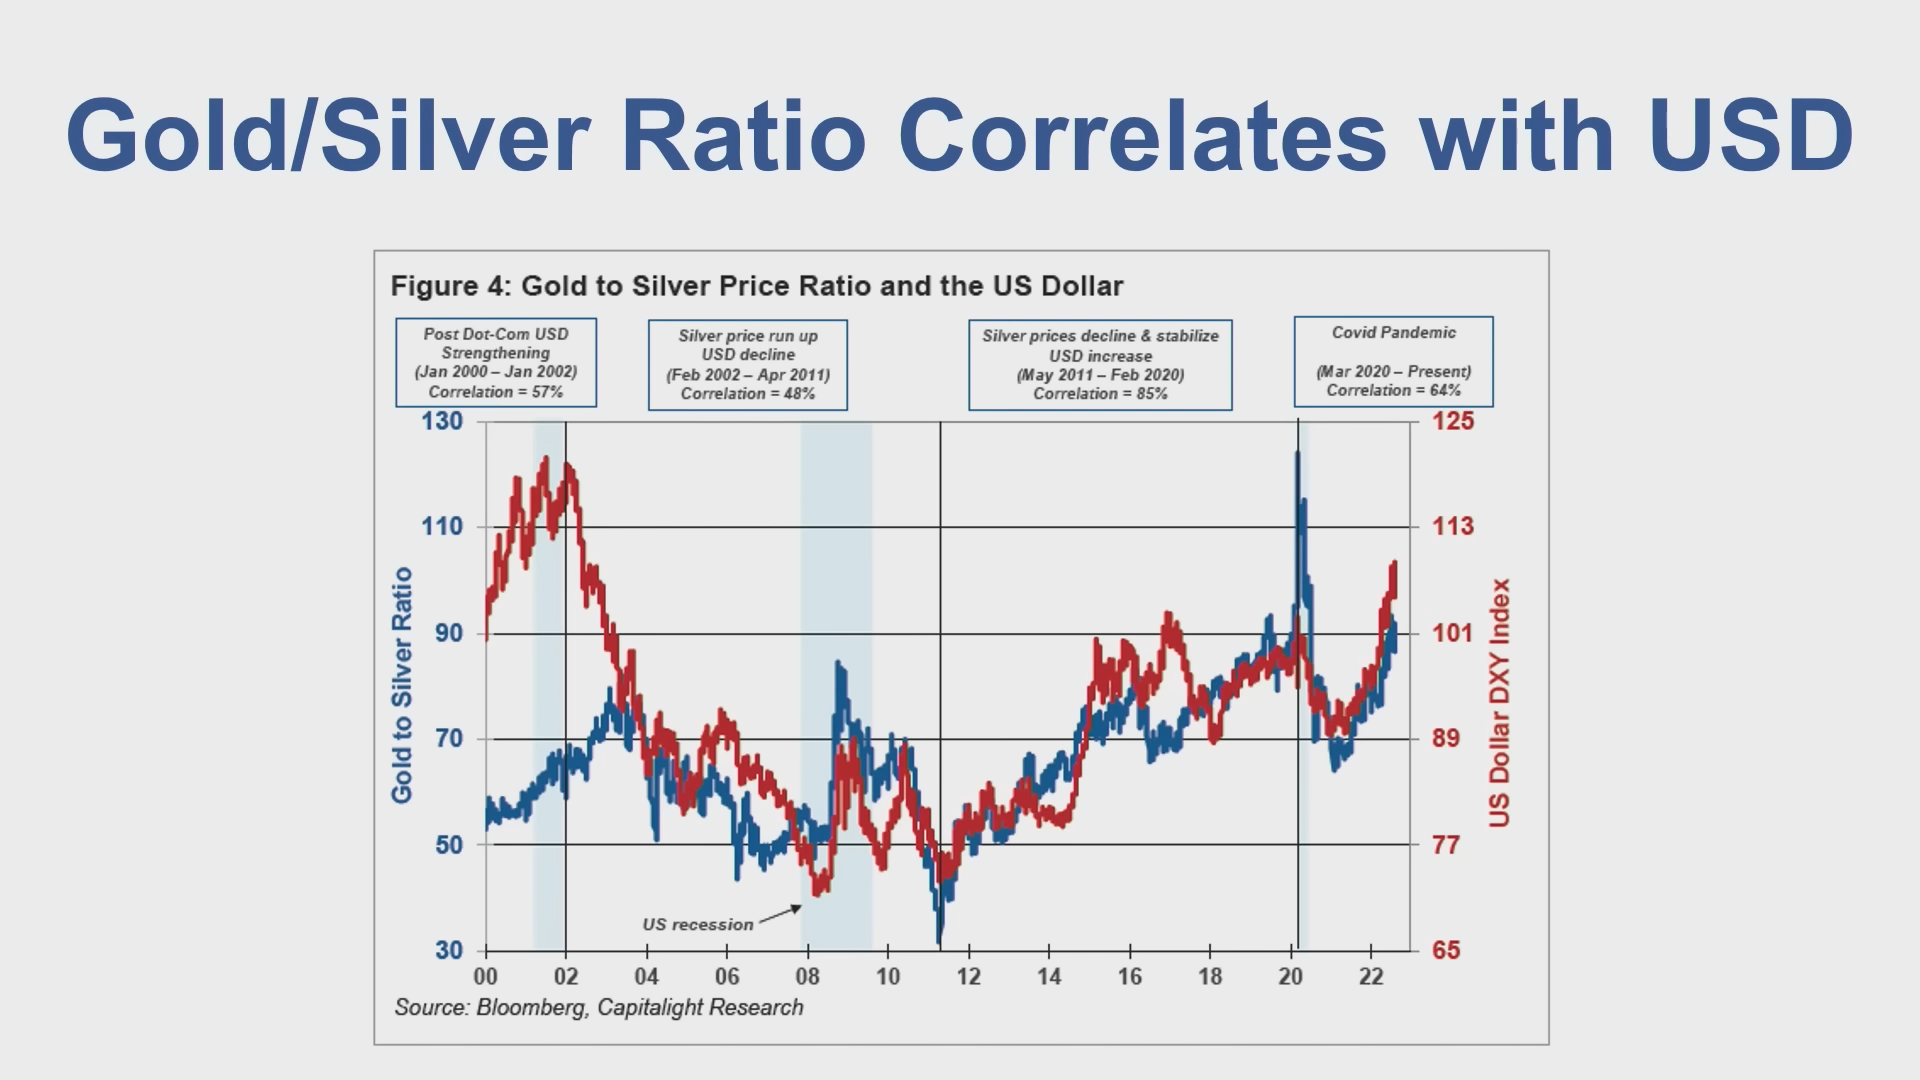 Gold/Silver Ratio Correlates with USD
Figure 4: Gold to Silver Price Ratio and the US Dollar
Post Dot-Com USD
Strengthening
(Jan 2000 – Jan 2002)
Correlation = 57%
Silver price run up
USD decline
(Feb 2002 – Apr 2011)
Correlation = 48%
Silver prices decline & stabilize
USD increase
(May 2011 – Feb 2020)
Correlation = 85%
Covid Pandemic
(Mar 2020 – Present)
Correlation = 64%
Gold to Silver Ratio
130
110
90
70
50
30
125
113
101
89
77
65
US Dollar DXY Index
US recession
00 02 04 06 08 10 12 14 16 18 20 22
Source: Bloomberg, Capitalight Research